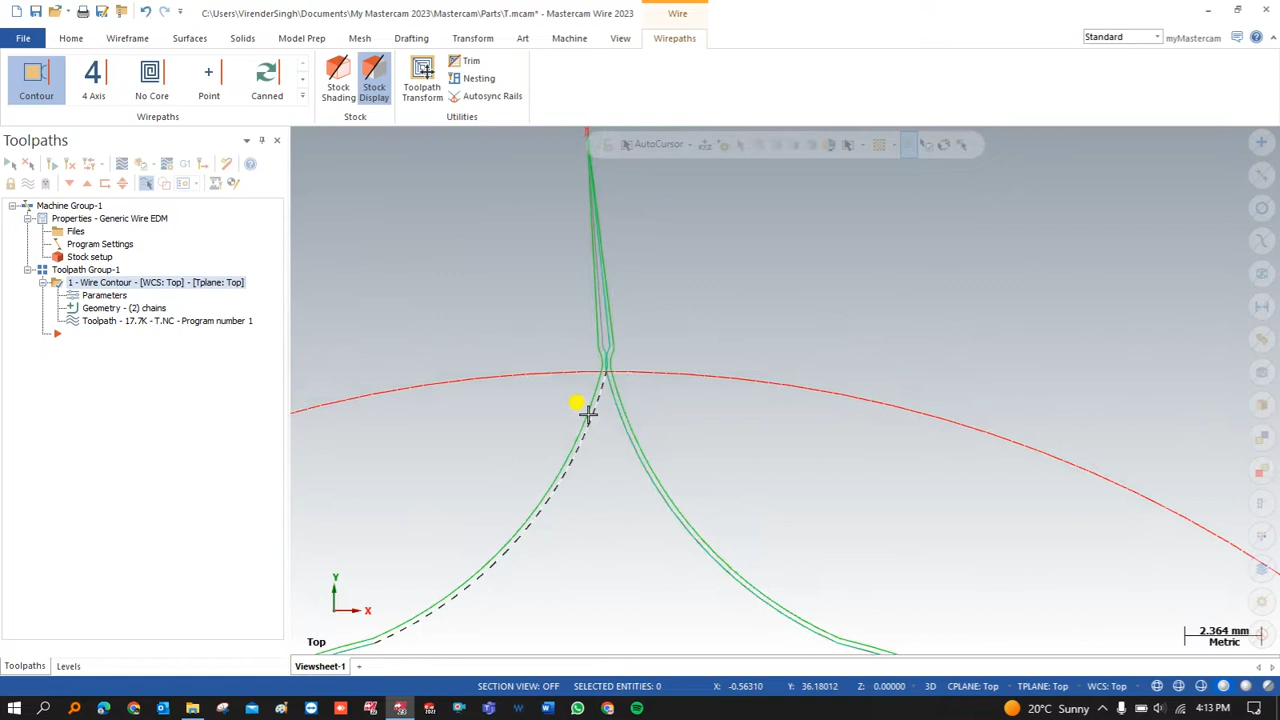 C:\Users\VirenderSingh\Documents\My Mastercam 2023\Mastercam\Parts\T.mcam* - Mastercam Wire 2023
Wire
File
Home
Wireframe
Surfaces
Solids
Model Prep
Mesh
Drafting
Transform
Art
Machine
View
Wirepaths
Standard
myMastercam
Contour
4
4 Axis
No Core
Point
Canned
Wirepaths
Stock Shading
Stock Display
Stock
Toolpath Transform
Trim
Nesting
Autosync Rails
Utilities
Toolpaths
G1
Machine Group-1
Properties - Generic Wire EDM
Files
Program Settings
Stock setup
Toolpath Group-1
1 - Wire Contour - [WCS: Top] - [Tplane: Top]
Parameters
Geometry - (2) chains
Toolpath - 17.7K - T.NC - Program number 1
AutoCursor
Y
X
Top
2.364 mm
Metric
Toolpaths
Levels
Viewsheet-1
+
SECTION VIEW: OFF
SELECTED ENTITIES: 0
X: -0.56310
Y: 36.18012
Z: 0.00000
3D
CPLANE: Top
TPLANE: Top
WCS: Top
20°C Sunny
4:13 PM